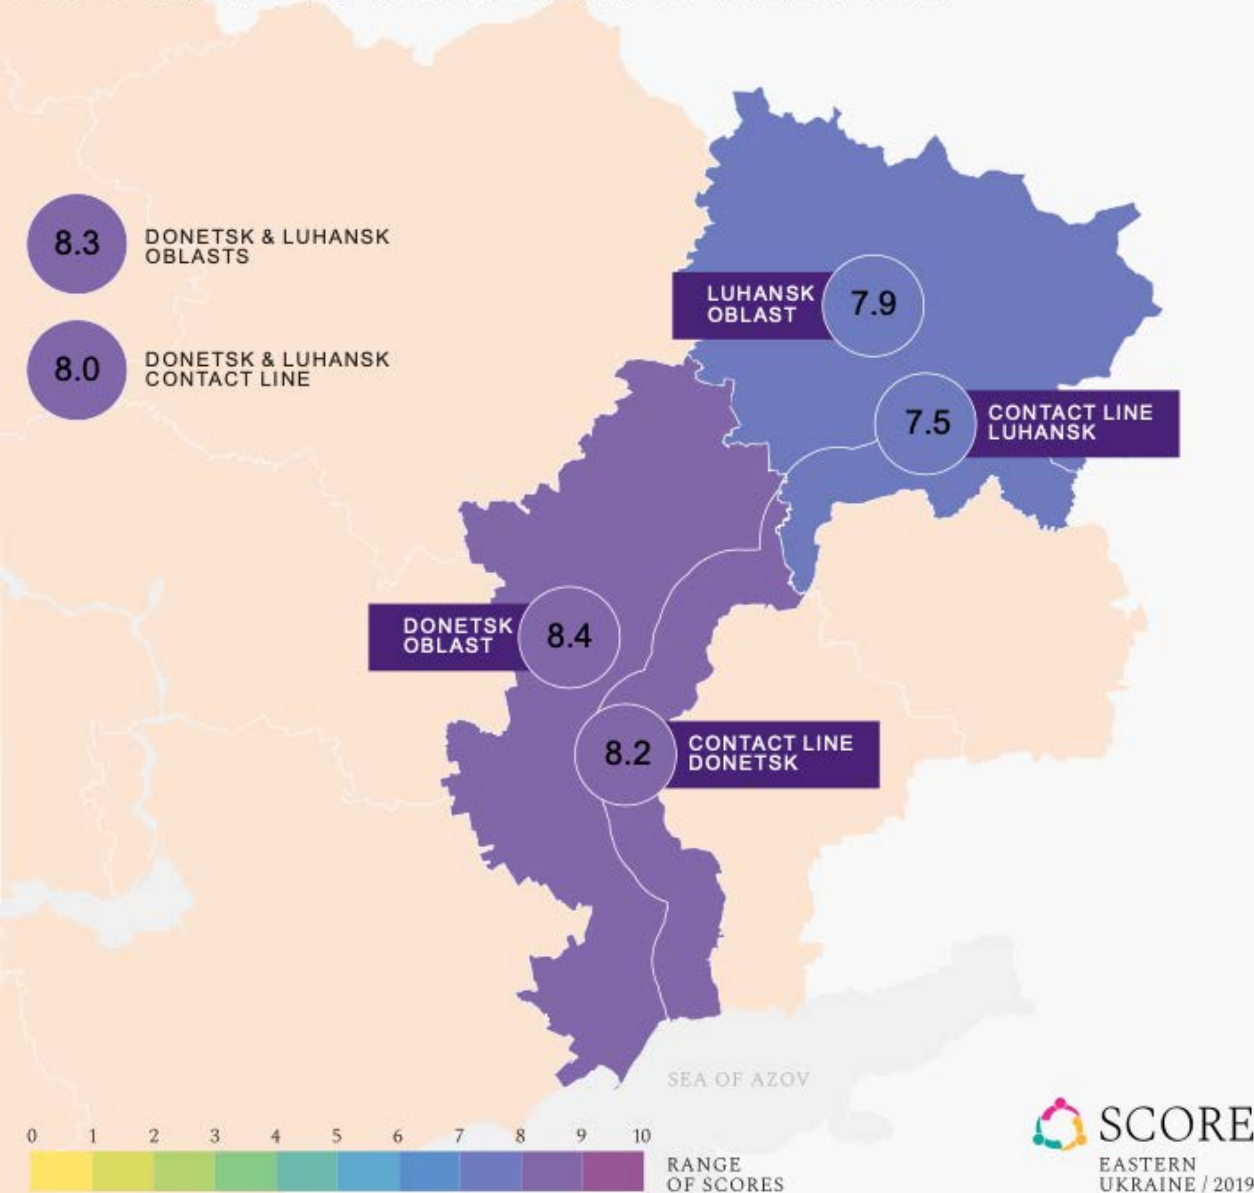 8.3
DONETSK & LUHANSK
OBLASTS
8.0
DONETSK & LUHANSK
CONTACT LINE
LUHANSK
OBLAST
7.9
7.5
CONTACT LINE
LUHANSK
DONETSK
OBLAST
8.4
8.2
CONTACT LINE
DONETSK
SEA OF AZOV
0 1 2 3 4 5 6 7 8 9 10
RANGE
OF SCORES
SCORE
EASTERN
UKRAINE / 2019